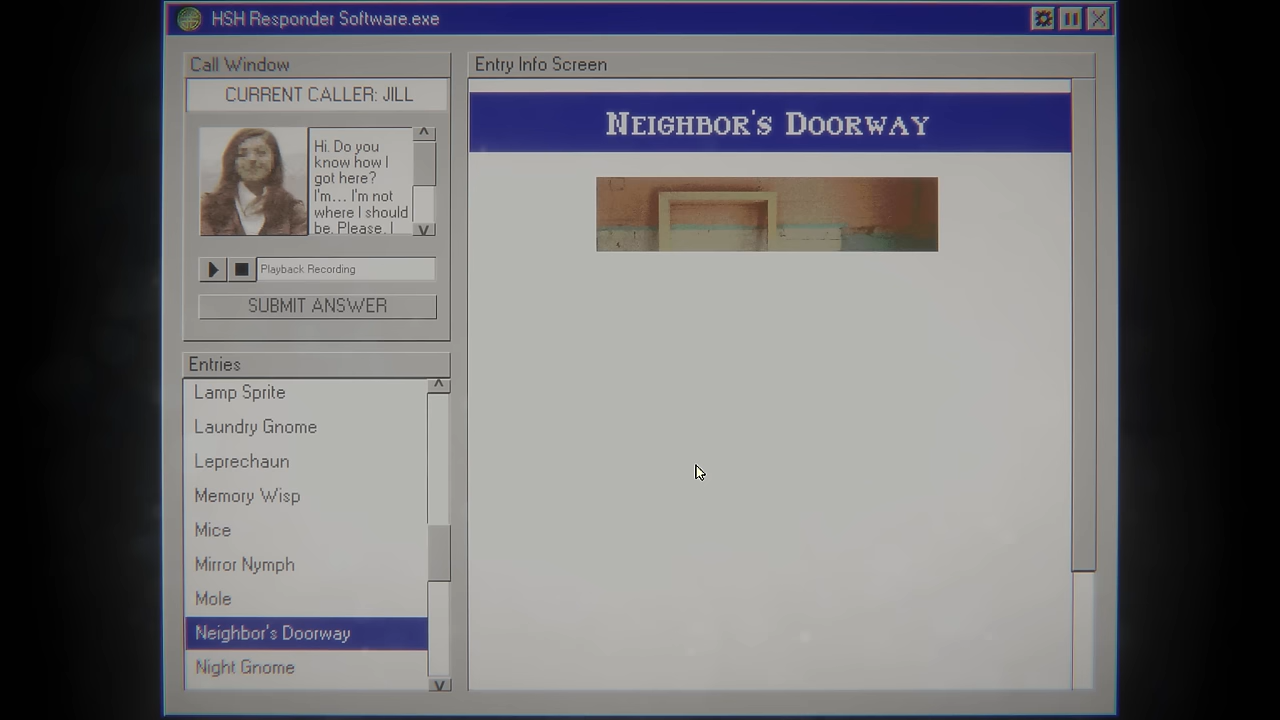 HSH Responder Software.exe
Call Window
CURRENT CALLER: JILL
Hi. Do you
know how I
got here?
I'm... I'm not
where I should
be. Please, I
Playback Recording
SUBMIT ANSWER
Entries
Lamp Sprite
Laundry Gnome
Leprechaun
Memory Wisp
Mice
Mirror Nymph
Mole
Neighbor's Doorway
Night Gnome
Entry Info Screen
Neighbor's Doorway